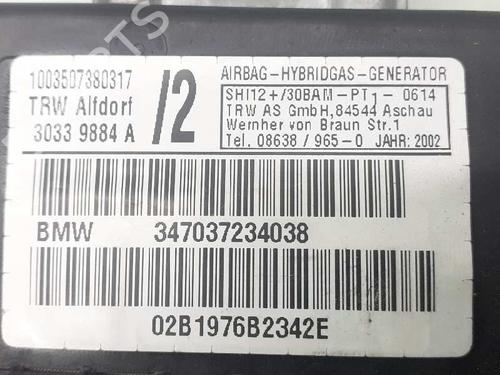 1003507380317
TRW Alfdorf
3033 9884 A
/2
AIRBAG-HYBRIDGAS-GENERATOR
SHI12+/30BAM-PT1- 0614
TRW AS GmbH,84544 Aschau
Wernher von Braun Str.1
Tel. 08638/965-0 JAHR: 2002
BMW 347037234038
02B1976B2342E